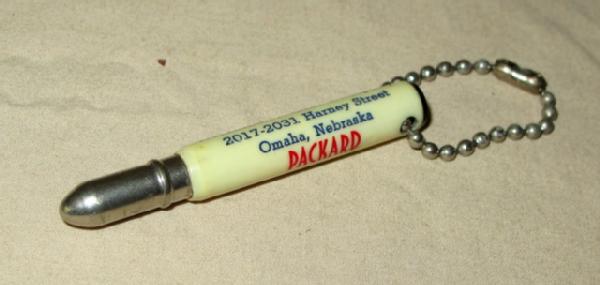 2017-2031 Harney Street
Omaha, Nebraska
PACKARD